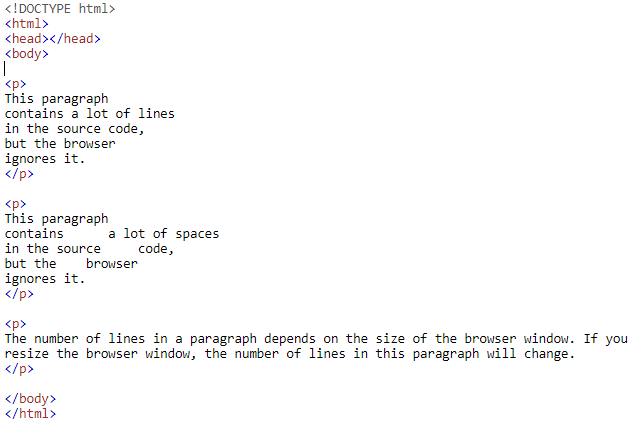 <!DOCTYPE html>
<html>
<head></head>
<body>

<p>
This paragraph
contains a lot of lines
in the source code,
but the browser
ignores it.
</p>

<p>
This paragraph
contains      a lot of spaces
in the source     code,
but the    browser
ignores it.
</p>

<p>
The number of lines in a paragraph depends on the size of the browser window. If you
resize the browser window, the number of lines in this paragraph will change.
</p>

</body>
</html>